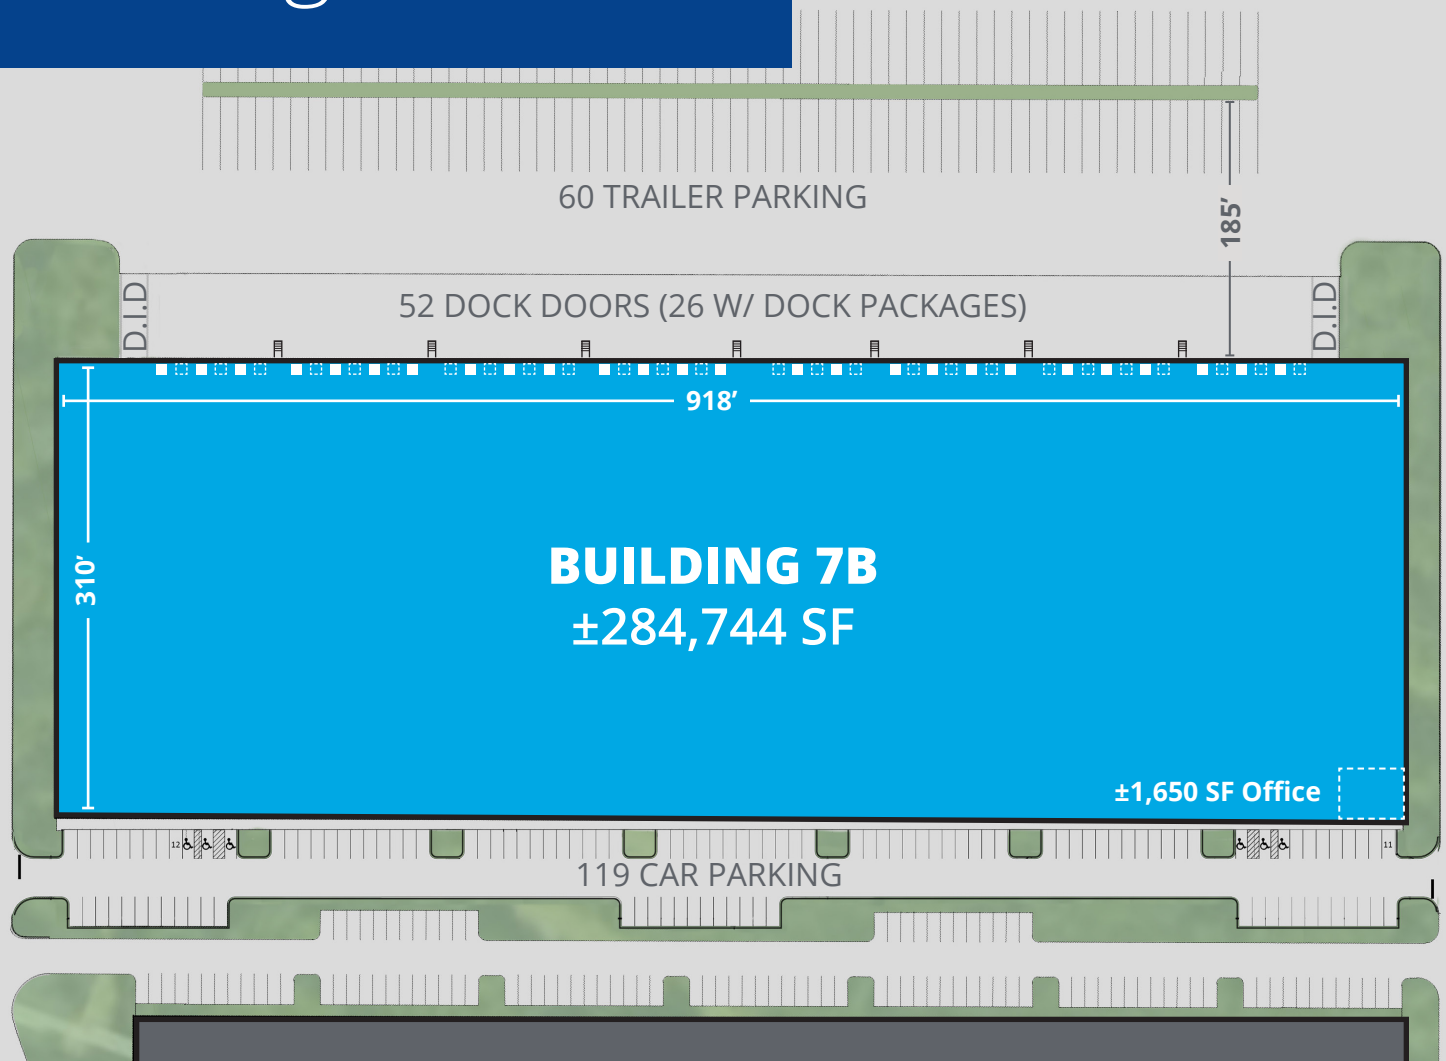 60 TRAILER PARKING
185’
D.I.D
52 DOCK DOORS (26 W/ DOCK PACKAGES)
D.I.D
918’
310’
BUILDING 7B
±284,744 SF
±1,650 SF Office
12
11
119 CAR PARKING